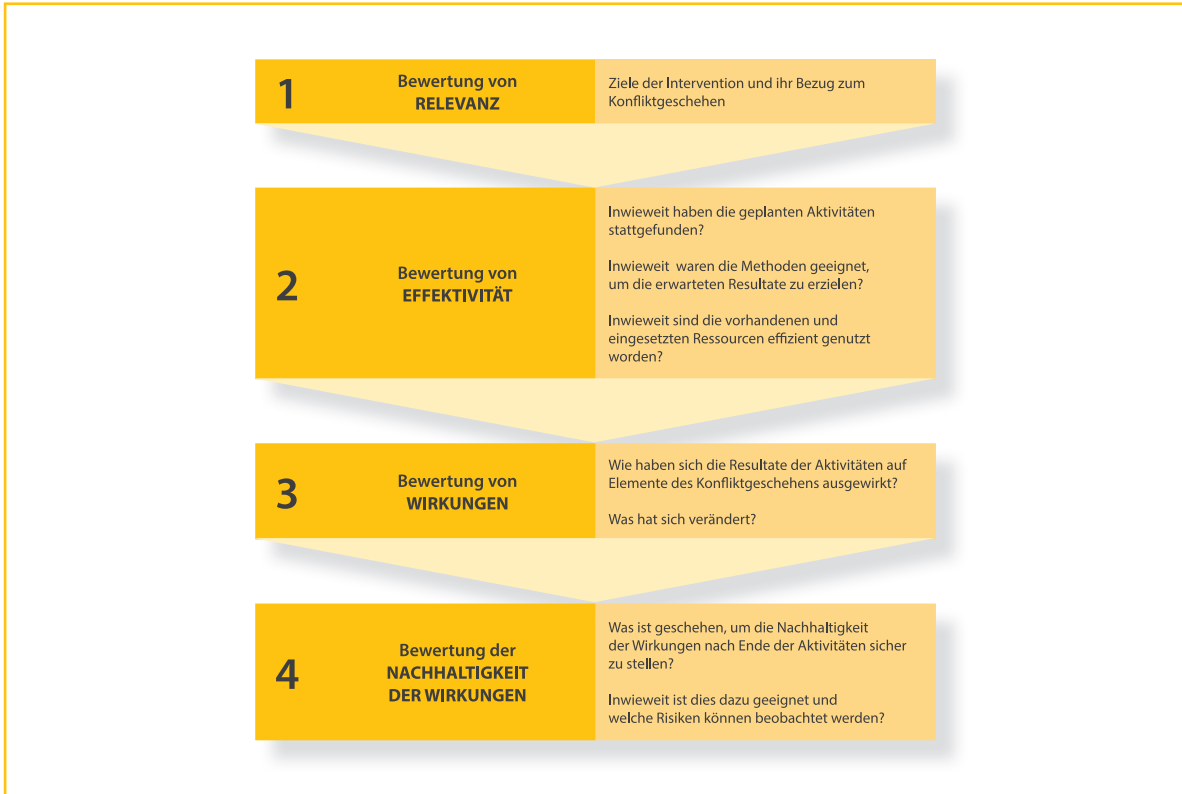 1
Bewertung von
RELEVANZ
Ziele der Intervention und ihr Bezug zum
Konfliktgeschehen
2
Bewertung von
EFFEKTIVITÄT
Inwieweit haben die geplanten Aktivitäten
stattgefunden?
Inwieweit waren die Methoden geeignet,
um die erwarteten Resultate zu erzielen?
Inwieweit sind die vorhandenen und
eingesetzten Ressourcen effizient genutzt
worden?
3
Bewertung von
WIRKUNGEN
Wie haben sich die Resultate der Aktivitäten auf
Elemente des Konfliktgeschehens ausgewirkt?
Was hat sich verändert?
4
Bewertung der
NACHHALTIGKEIT
DER WIRKUNGEN
Was ist geschehen, um die Nachhaltigkeit
der Wirkungen nach Ende der Aktivitäten sicher
zu stellen?
Inwieweit ist dies dazu geeignet und
welche Risiken können beobachtet werden?